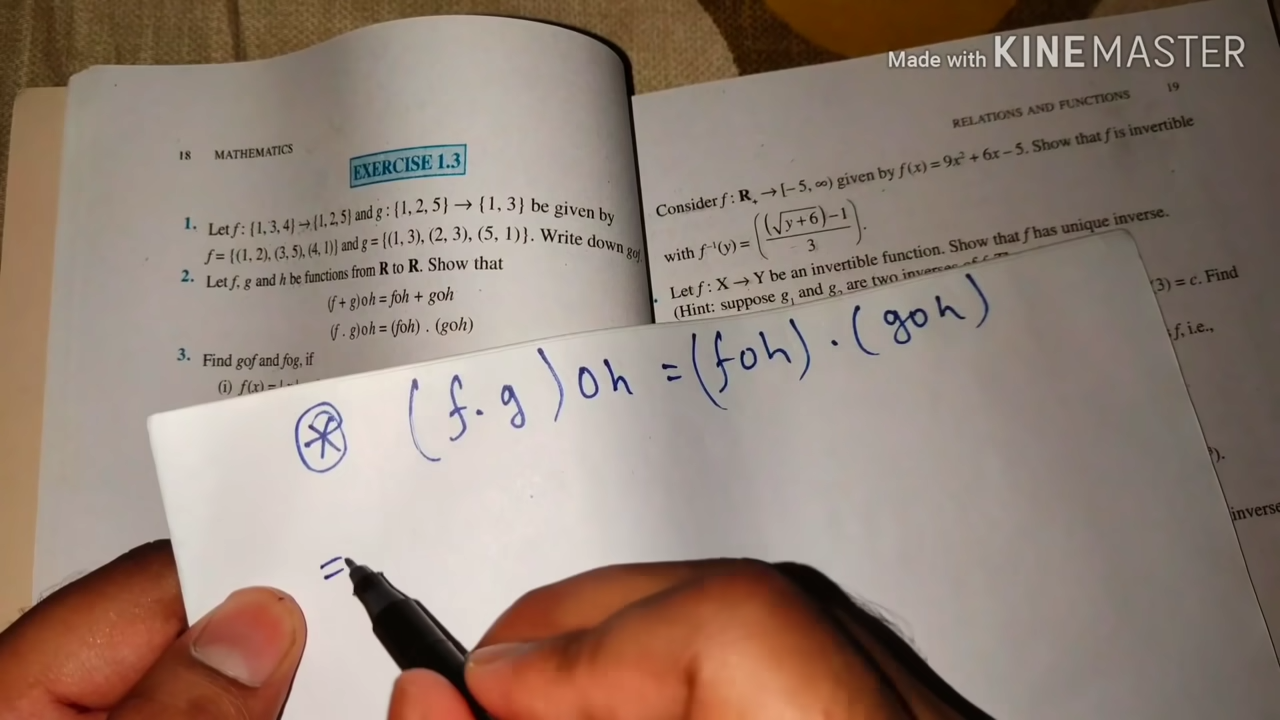 Made with KINEMASTER
18 MATHEMATICS
EXERCISE 1.3
1. Let f : {1, 3, 4} → {1, 2, 5} and g : {1, 2, 5} → {1, 3} be given by
f = {(1, 2), (3, 5), (4, 1)} and g = {(1, 3), (2, 3), (5, 1)}. Write down gof.
2. Let f, g and h be functions from R to R. Show that
(f + g)oh = foh + goh
(f . g)oh = (foh) . (goh)
3. Find gof and fog, if
(i) f(x) =
RELATIONS AND FUNCTIONS 19
Consider f : R₊ → [– 5, ∞) given by f(x) = 9x² + 6x – 5. Show that f is invertible
with f⁻¹(y) = ((√y+6)–1 / 3).
Let f : X → Y be an invertible function. Show that f has unique inverse.
(Hint: suppose g₁ and g₂ are two inverses of
3) = c. Find
f, i.e.,
).
inverse
* (f.g)oh = (foh).(goh)
=